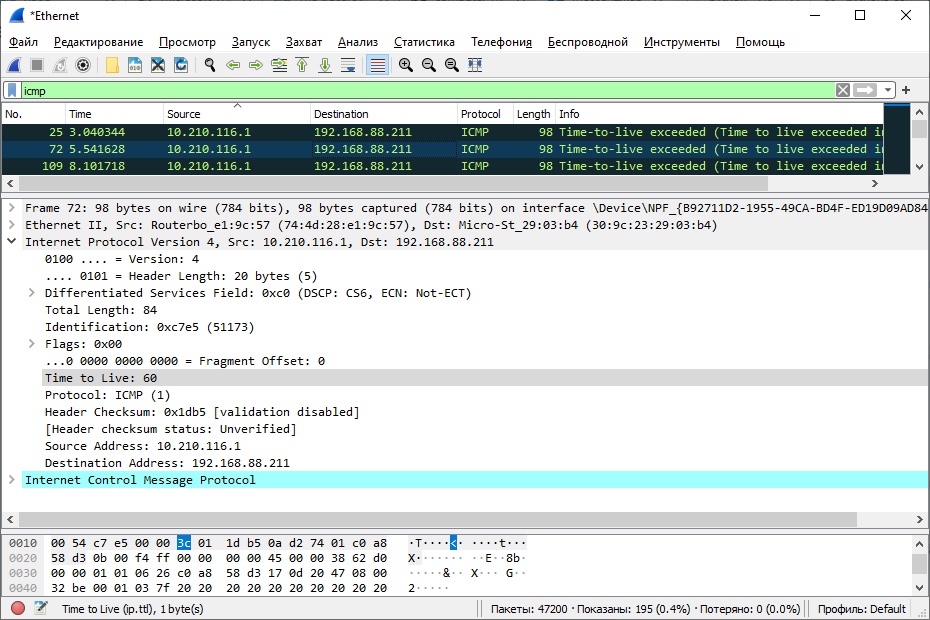 *Ethernet
Файл Редактирование Просмотр Запуск Захват Анализ Статистика Телефония Беспроводной Инструменты Помощь
icmp
No. Time Source Destination Protocol Length Info
25 3.040344 10.210.116.1 192.168.88.211 ICMP 98 Time-to-live exceeded (Time to live exceeded in
72 5.541628 10.210.116.1 192.168.88.211 ICMP 98 Time-to-live exceeded (Time to live exceeded in
109 8.101718 10.210.116.1 192.168.88.211 ICMP 98 Time-to-live exceeded (Time to live exceeded in
Frame 72: 98 bytes on wire (784 bits), 98 bytes captured (784 bits) on interface \Device\NPF_{B92711D2-1955-49CA-BD4F-ED19D09AD84
Ethernet II, Src: Routerbo_e1:9c:57 (74:4d:28:e1:9c:57), Dst: Micro-St_29:03:b4 (30:9c:23:29:03:b4)
Internet Protocol Version 4, Src: 10.210.116.1, Dst: 192.168.88.211
0100 .... = Version: 4
.... 0101 = Header Length: 20 bytes (5)
Differentiated Services Field: 0xc0 (DSCP: CS6, ECN: Not-ECT)
Total Length: 84
Identification: 0xc7e5 (51173)
Flags: 0x00
...0 0000 0000 0000 = Fragment Offset: 0
Time to Live: 60
Protocol: ICMP (1)
Header Checksum: 0x1db5 [validation disabled]
[Header checksum status: Unverified]
Source Address: 10.210.116.1
Destination Address: 192.168.88.211
Internet Control Message Protocol
0010 00 54 c7 e5 00 00 3c 01 1d b5 0a d2 74 01 c0 a8 ·T····<· ····t···
0020 58 d3 0b 00 f4 ff 00 00 00 00 45 00 00 38 62 d0 X······· ··E··8b·
0030 00 00 01 01 06 26 c0 a8 58 d3 17 0d 20 47 08 00 ·····&·· X··· G··
0040 32 be 00 01 03 7f 20 20 20 20 20 20 20 20 20 20 2·····
Time to Live (ip.ttl), 1 byte(s) Пакеты: 47200 · Показаны: 195 (0.4%) · Потеряно: 0 (0.0%) Профиль: Default